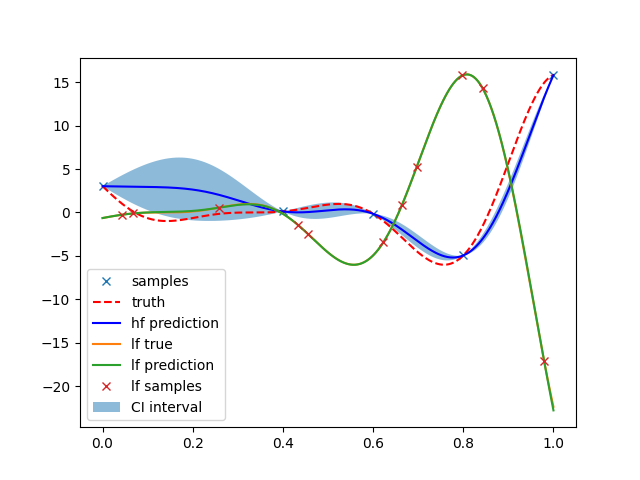 15
10
5
0
−5
−10
−15
−20
samples
truth
hf prediction
lf true
lf prediction
lf samples
CI interval
0.0 0.2 0.4 0.6 0.8 1.0